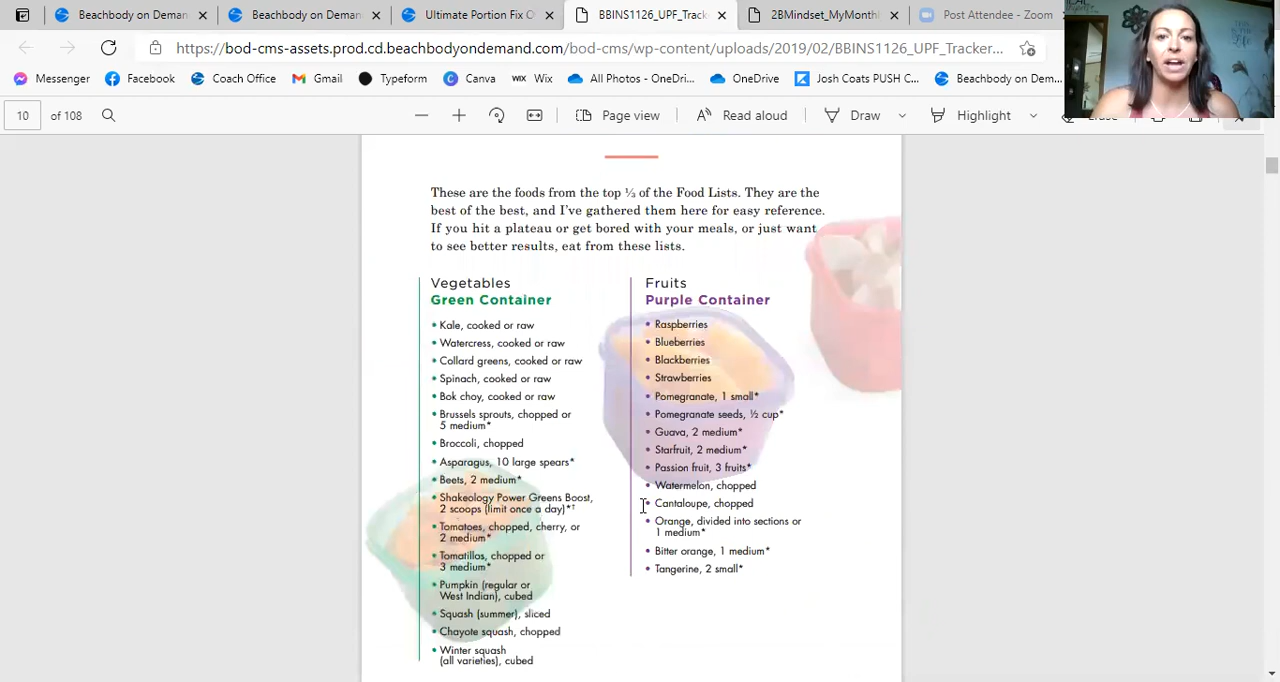 Beachbody on Deman
Beachbody on Deman
Ultimate Portion Fix O
BBINS1126_UPF_Track
2BMindset_MyMonthl
Post Attendee - Zoom
https://bod-cms-assets.prod.cd.beachbodyondemand.com/bod-cms/wp-content/uploads/2019/02/BBINS1126_UPF_Tracker...
Messenger
Facebook
Coach Office
Gmail
Typeform
Canva
WIX Wix
All Photos - OneDri...
OneDrive
Josh Coats PUSH C...
Beachbody on Dem...
10 of 108
Page view
Read aloud
Draw
Highlight
These are the foods from the top ⅓ of the Food Lists. They are the
best of the best, and I've gathered them here for easy reference.
If you hit a plateau or get bored with your meals, or just want
to see better results, eat from these lists.
Vegetables
Green Container
• Kale, cooked or raw
• Watercress, cooked or raw
• Collard greens, cooked or raw
• Spinach, cooked or raw
• Bok choy, cooked or raw
• Brussels sprouts, chopped or
5 medium*
• Broccoli, chopped
• Asparagus, 10 large spears*
• Beets, 2 medium*
• Shakeology Power Greens Boost,
2 scoops (limit once a day)*†
• Tomatoes, chopped, cherry, or
2 medium*
• Tomatillos, chopped or
3 medium*
• Pumpkin (regular or
West Indian), cubed
• Squash (summer), sliced
• Chayote squash, chopped
• Winter squash
(all varieties), cubed
Fruits
Purple Container
• Raspberries
• Blueberries
• Blackberries
• Strawberries
• Pomegranate, 1 small*
• Pomegranate seeds, ½ cup*
• Guava, 2 medium*
• Starfruit, 2 medium*
• Passion fruit, 3 fruits*
• Watermelon, chopped
• Cantaloupe, chopped
• Orange, divided into sections or
1 medium*
• Bitter orange, 1 medium*
• Tangerine, 2 small*